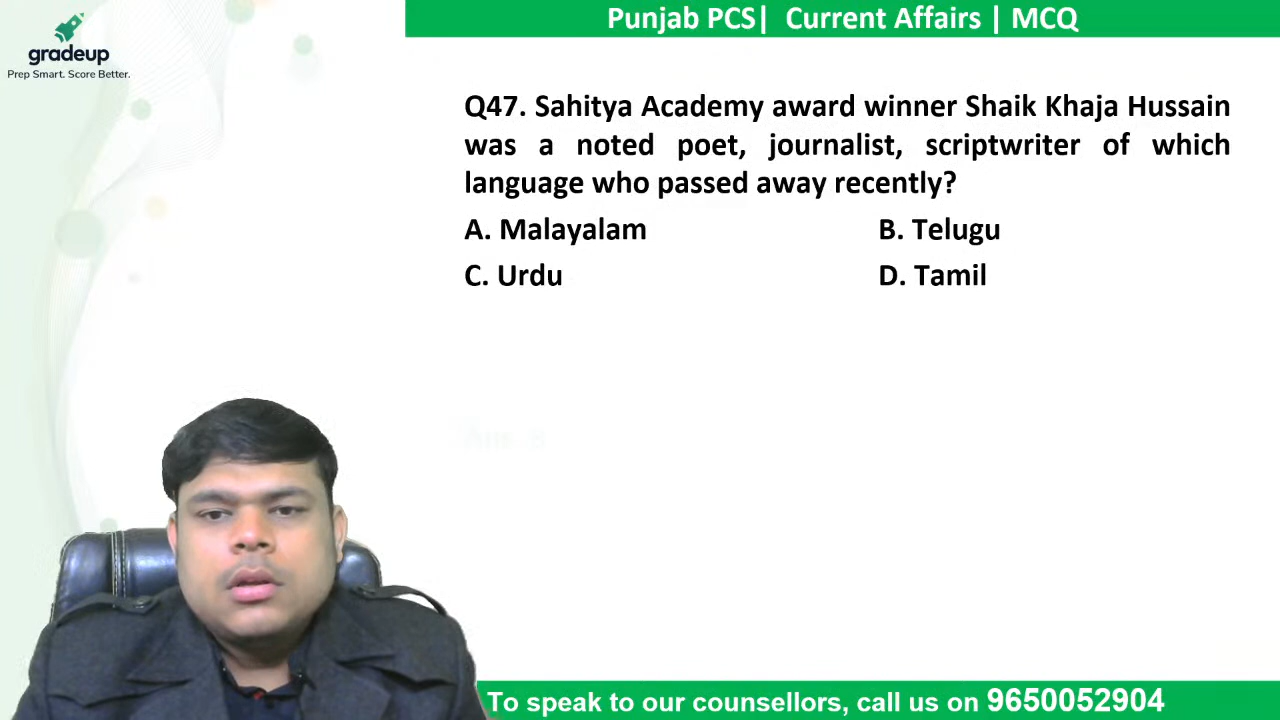 gradeup
Prep Smart. Score Better.
Punjab PCS| Current Affairs | MCQ
Q47. Sahitya Academy award winner Shaik Khaja Hussain
was a noted poet, journalist, scriptwriter of which
language who passed away recently?
A. Malayalam B. Telugu
C. Urdu D. Tamil
To speak to our counsellors, call us on 9650052904